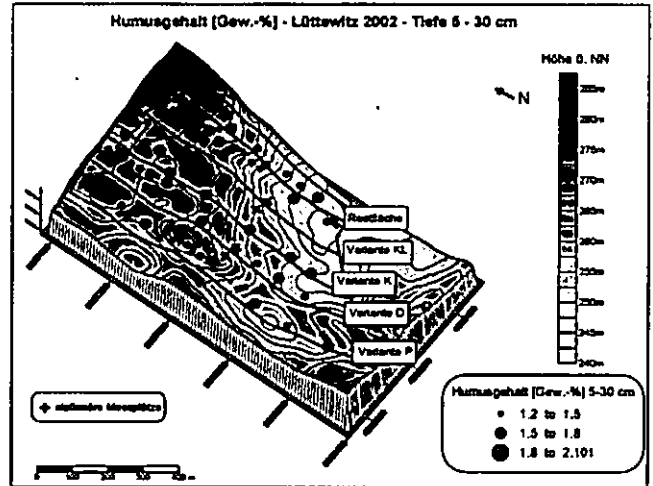 Humusgehalt [Gew.-%] - Lüttewitz 2002 - Tiefe 5 - 30 cm
Höhe ü. NN
N
285m
280m
275m
270m
265m
260m
255m
250m
245m
240m
Restfläche
Variante KL
Variante K
Variante D
Variante P
stationäre Messplätze
Humusgehalt [Gew.-%] 5-30 cm
1.2 to 1.5
1.5 to 1.8
1.8 to 2.101